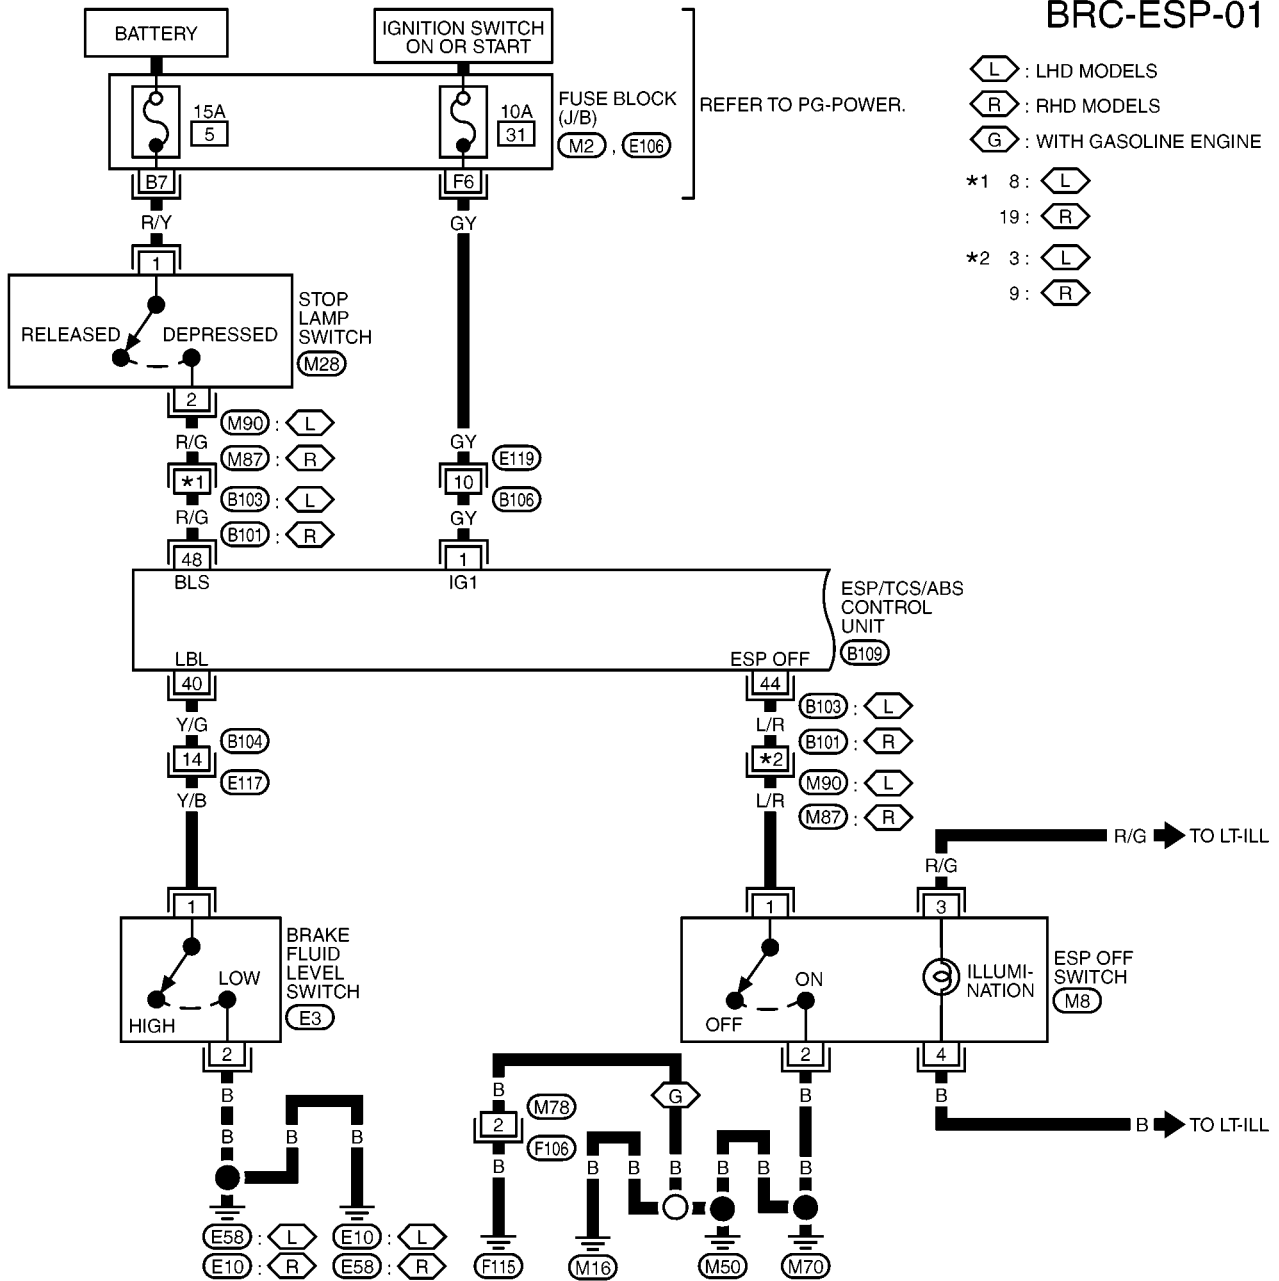 BRC-ESP-01
BATTERY
IGNITION SWITCH
ON OR START
15A
5
10A
31
FUSE BLOCK
(J/B)
M2 , E106
REFER TO PG-POWER.
L : LHD MODELS
R : RHD MODELS
G : WITH GASOLINE ENGINE
*1 8 : L
19 : R
*2 3 : L
9 : R
B7
F6
R/Y
GY
1
RELEASED
DEPRESSED
STOP
LAMP
SWITCH
M28
2
M90 : L
R/G
GY
M87 : R
E119
*1
10
B103 : L
B106
R/G
GY
B101 : R
48
1
BLS
IG1
ESP/TCS/ABS
CONTROL
UNIT
B109
LBL
ESP OFF
40
44
B103 : L
Y/G
L/R
B104
B101 : R
14
*2
E117
M90 : L
Y/B
L/R
M87 : R
R/G
TO LT-ILL
R/G
1
1
3
BRAKE
FLUID
LEVEL
SWITCH
E3
LOW
HIGH
ON
OFF
ILLUMI-
NATION
ESP OFF
SWITCH
M8
2
2
4
B
B
G
B
B
M78
2
F106
B
TO LT-ILL
B
B
B
B
B
B
B
B
B
B
E58 : L
E10 : L
E10 : R
E58 : R
F115
M16
M50
M70